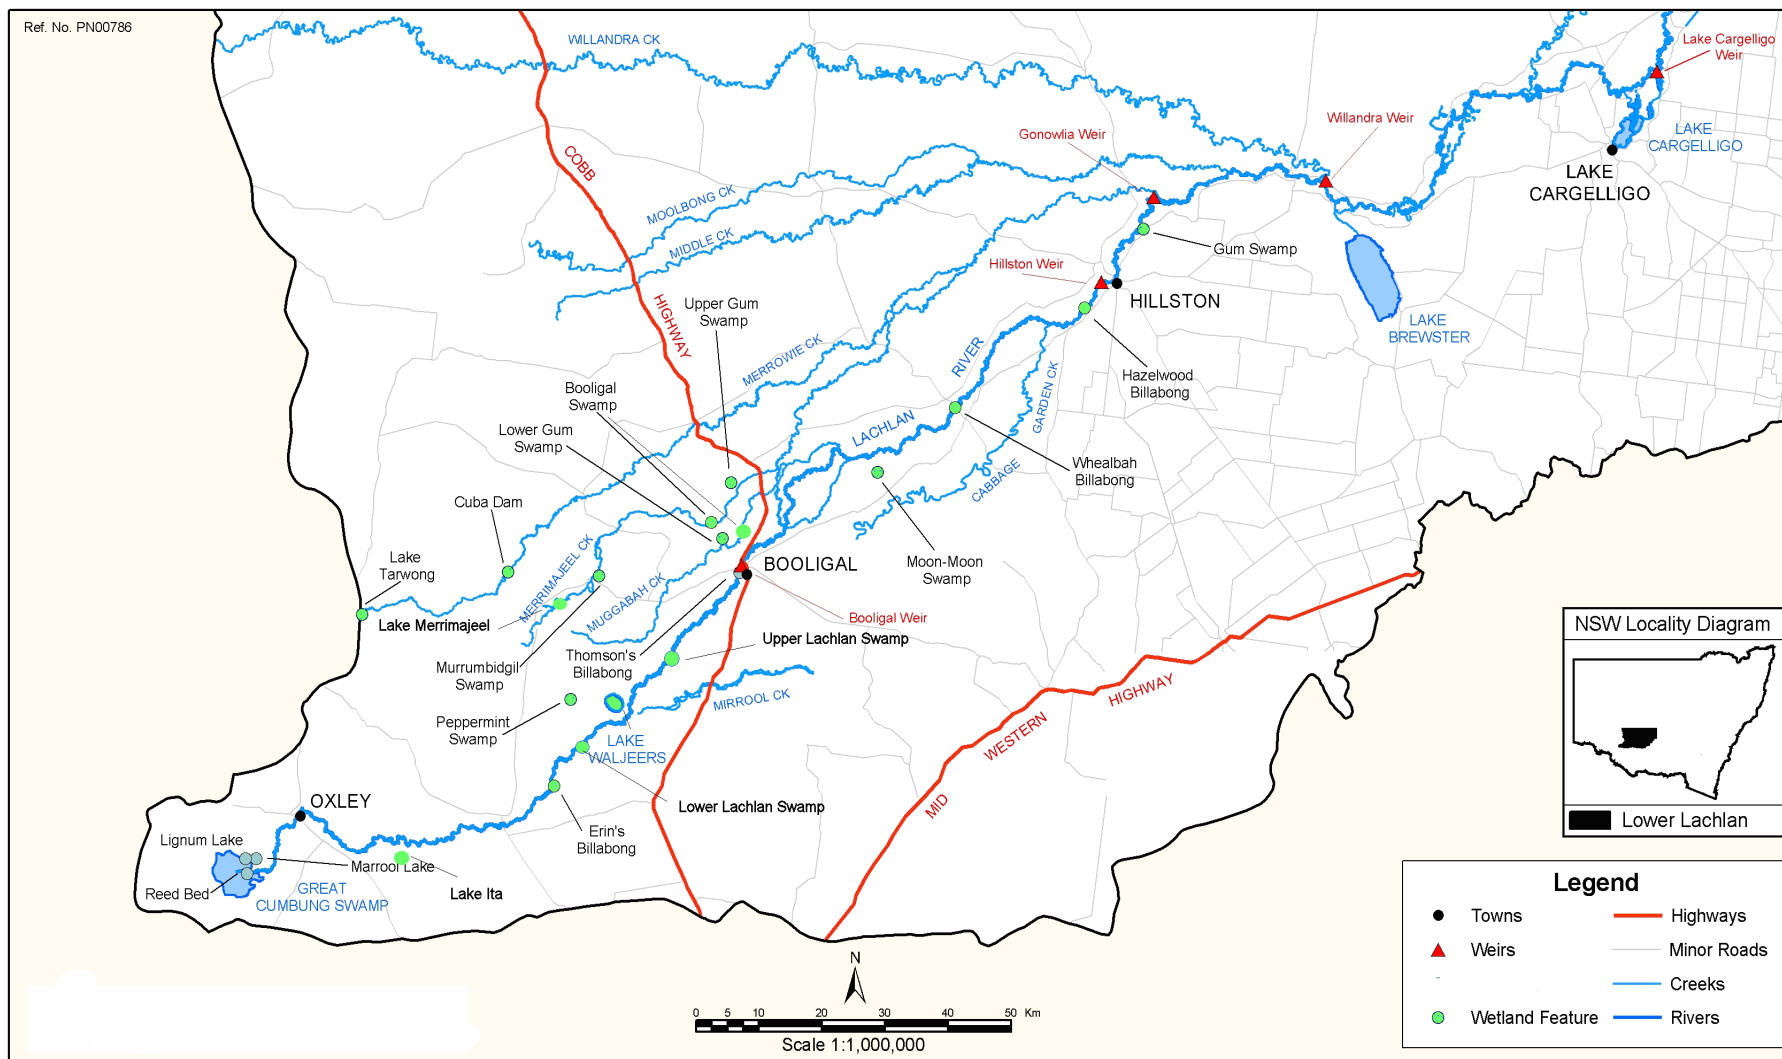 Ref. No. PN00786
WILLANDRA CK
Lake Cargelligo
Weir
Willandra Weir
Gonowlia Weir
LAKE
CARGELLIGO
COBB
LAKE
CARGELLIGO
MOOLBONG CK
MIDDLE CK
Gum Swamp
Hillston Weir
HILLSTON
HIGHWAY
Upper Gum
Swamp
LAKE
BREWSTER
MERROWIE CK
RIVER
Booligal
Swamp
Hazelwood
Billabong
GARDEN CK
LACHLAN
Lower Gum
Swamp
Whealbah
Billabong
CABBAGE
Cuba Dam
Lake
Tarwong
MERRIMAJEEL CK
BOOLIGAL
Moon-Moon
Swamp
MUGGABAH CK
Lake Merrimajeel
Booligal Weir
Upper Lachlan Swamp
Murrumbidgil
Swamp
Thomson's
Billabong
MIRROOL CK
HIGHWAY
Peppermint
Swamp
WESTERN
LAKE
WALJEERS
MID
OXLEY
Lower Lachlan Swamp
Erin's
Billabong
Lignum Lake
Marrool Lake
Reed Bed
GREAT
CUMBUNG SWAMP
Lake Ita
NSW Locality Diagram
Lower Lachlan
Legend
Towns
Highways
Weirs
Minor Roads
Creeks
Wetland Feature
Rivers
N
0 5 10 20 30 40 50 Km
Scale 1:1,000,000